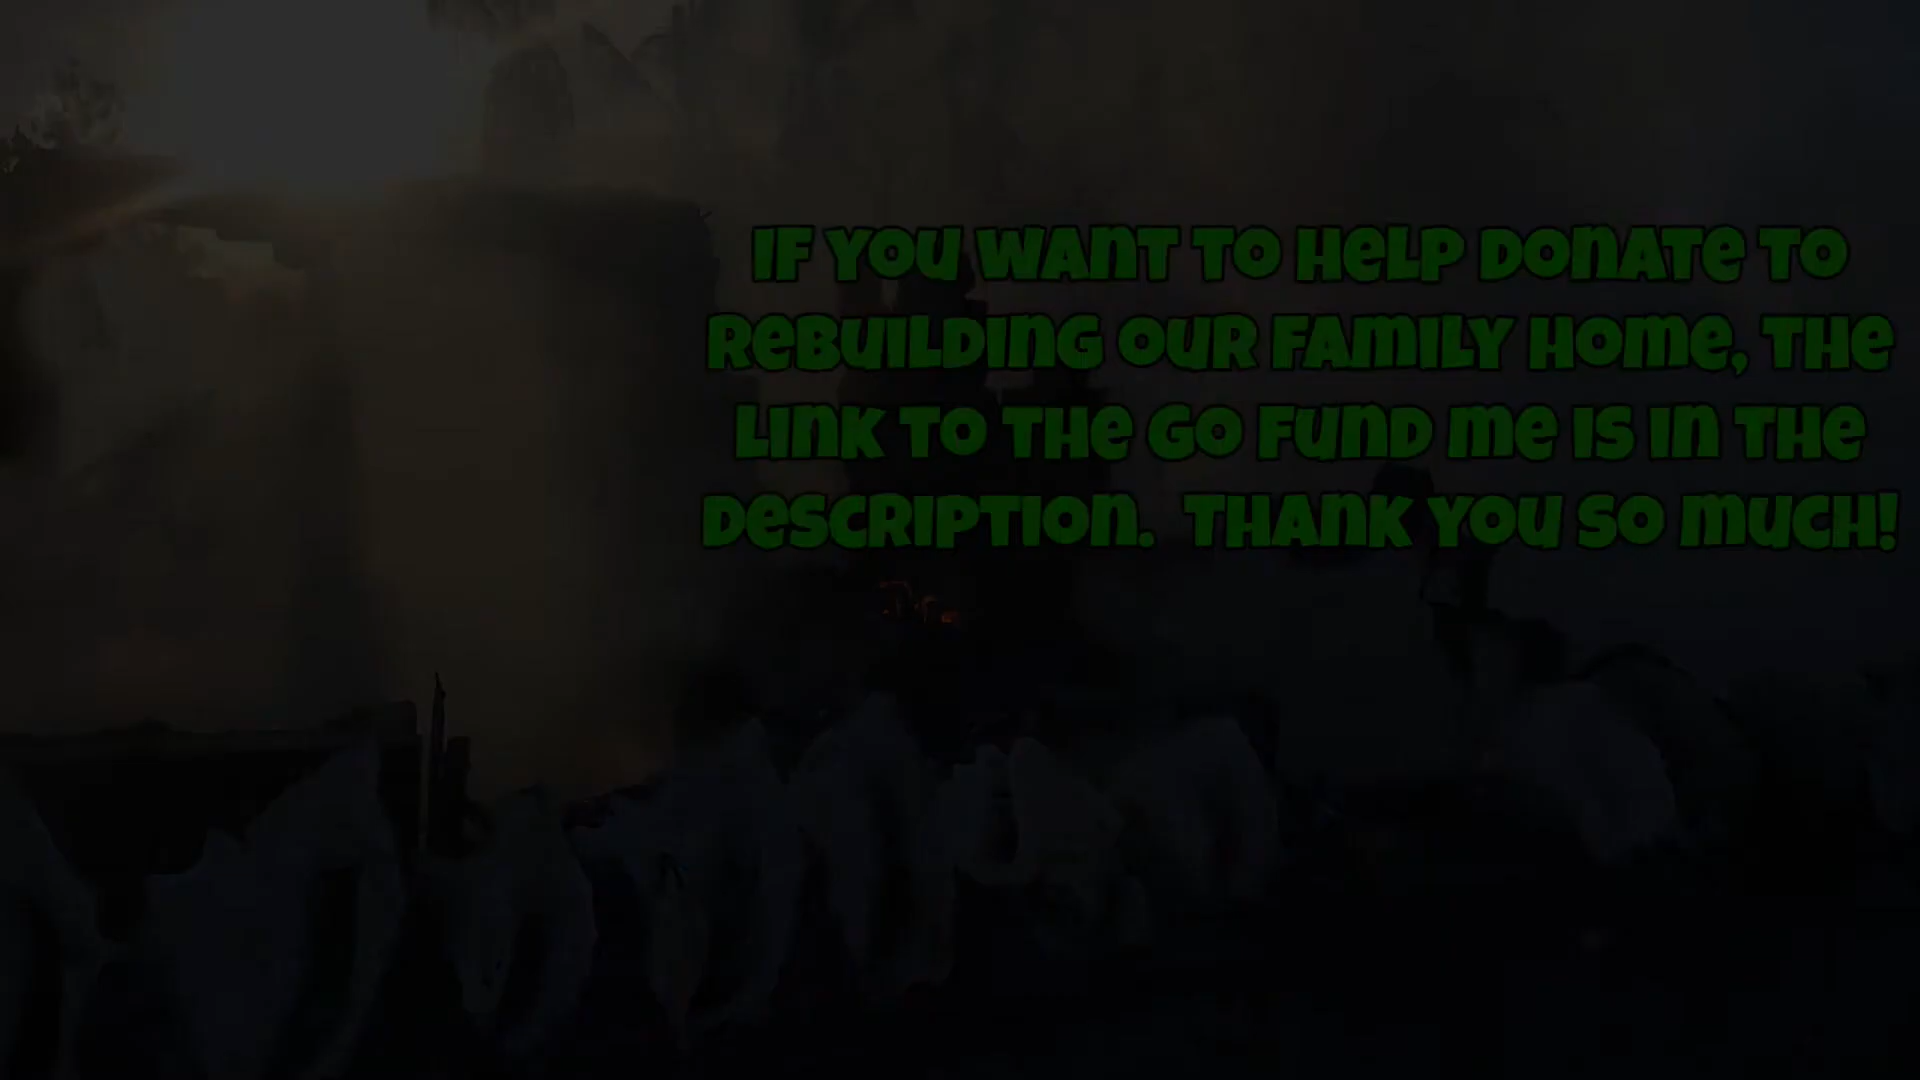 IF YOU WANT TO HELP DONATE TO
REBUILDING OUR FAMILY HOME, THE
LINK TO THE GO FUND ME IS IN THE
DESCRIPTION.  THANK YOU SO MUCH!